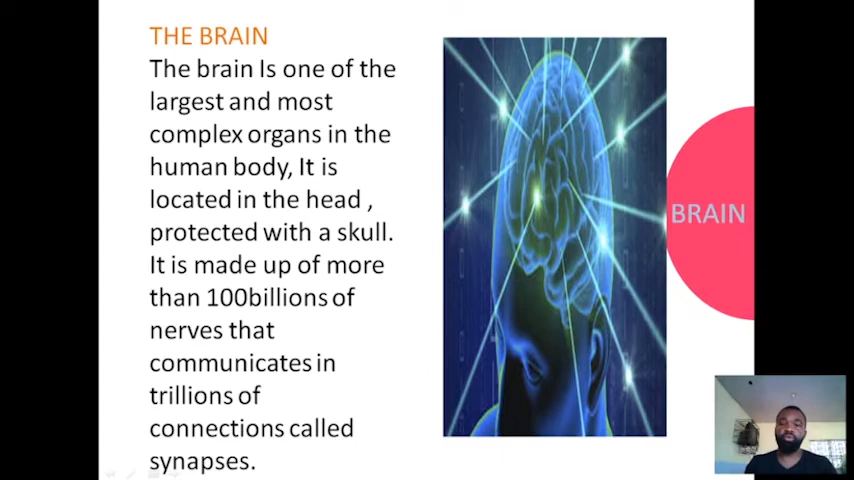 THE BRAIN
The brain Is one of the
largest and most
complex organs in the
human body, It is
located in the head ,
protected with a skull.
It is made up of more
than 100billions of
nerves that
communicates in
trillions of
connections called
synapses.
BRAIN